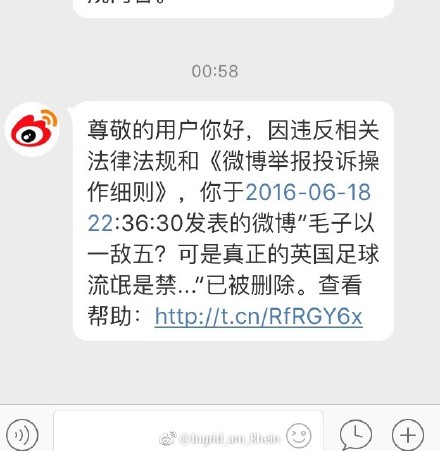 00:58
尊敬的用户你好，因违反相关
法律法规和《微博举报投诉操
作细则》，你于2016-06-18
22:36:30发表的微博“毛子以
一敌五？可是真正的英国足球
流氓是禁...“已被删除。查看
帮助：http://t.cn/RfRGY6x
@Ingrid_am_Rhein